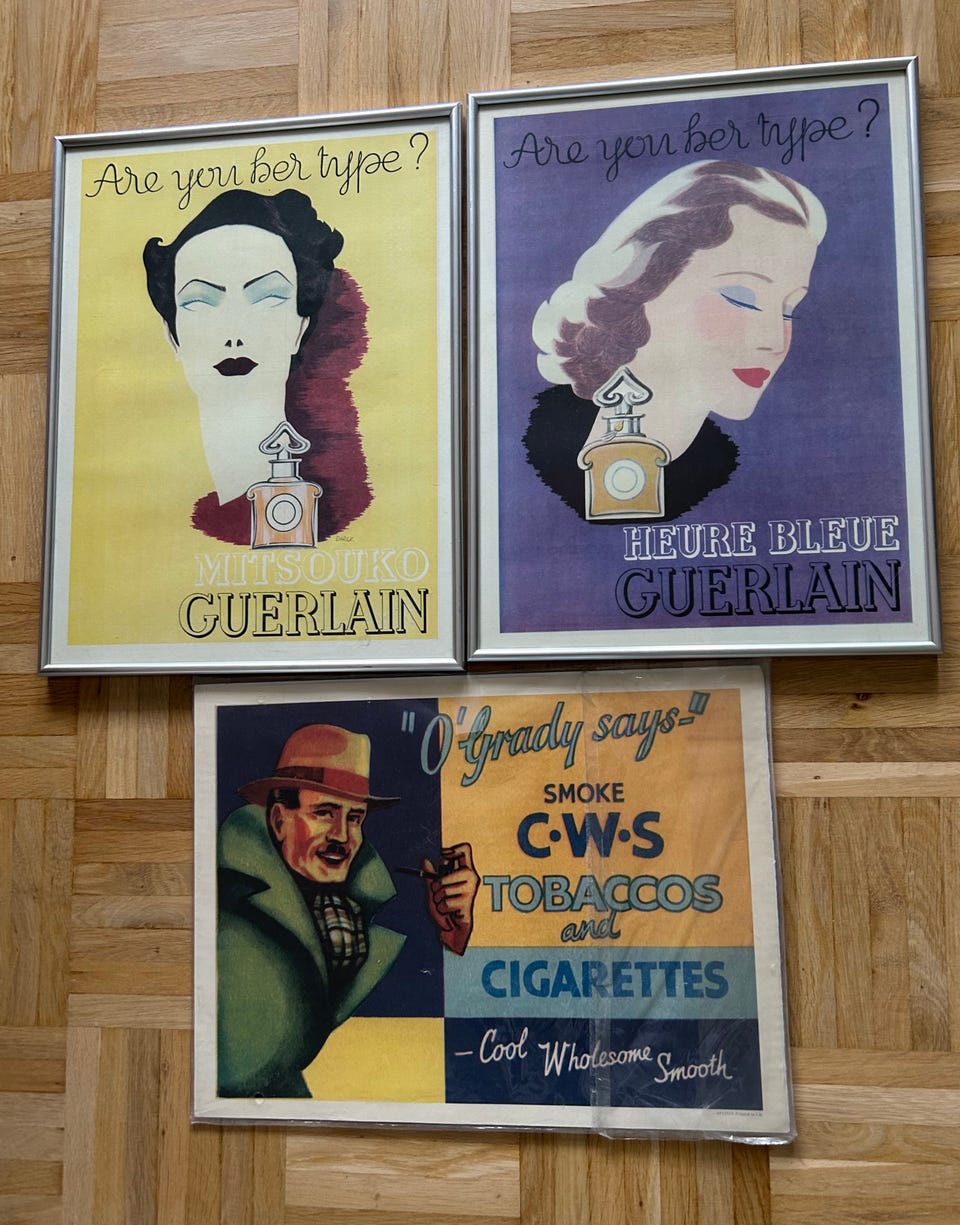 Are you her type?
MITSOUKO
GUERLAIN
Are you her type?
HEURE BLEUE
GUERLAIN
"O'Grady says-"
SMOKE
C·W·S
TOBACCOS
and
CIGARETTES
– Cool Wholesome Smooth